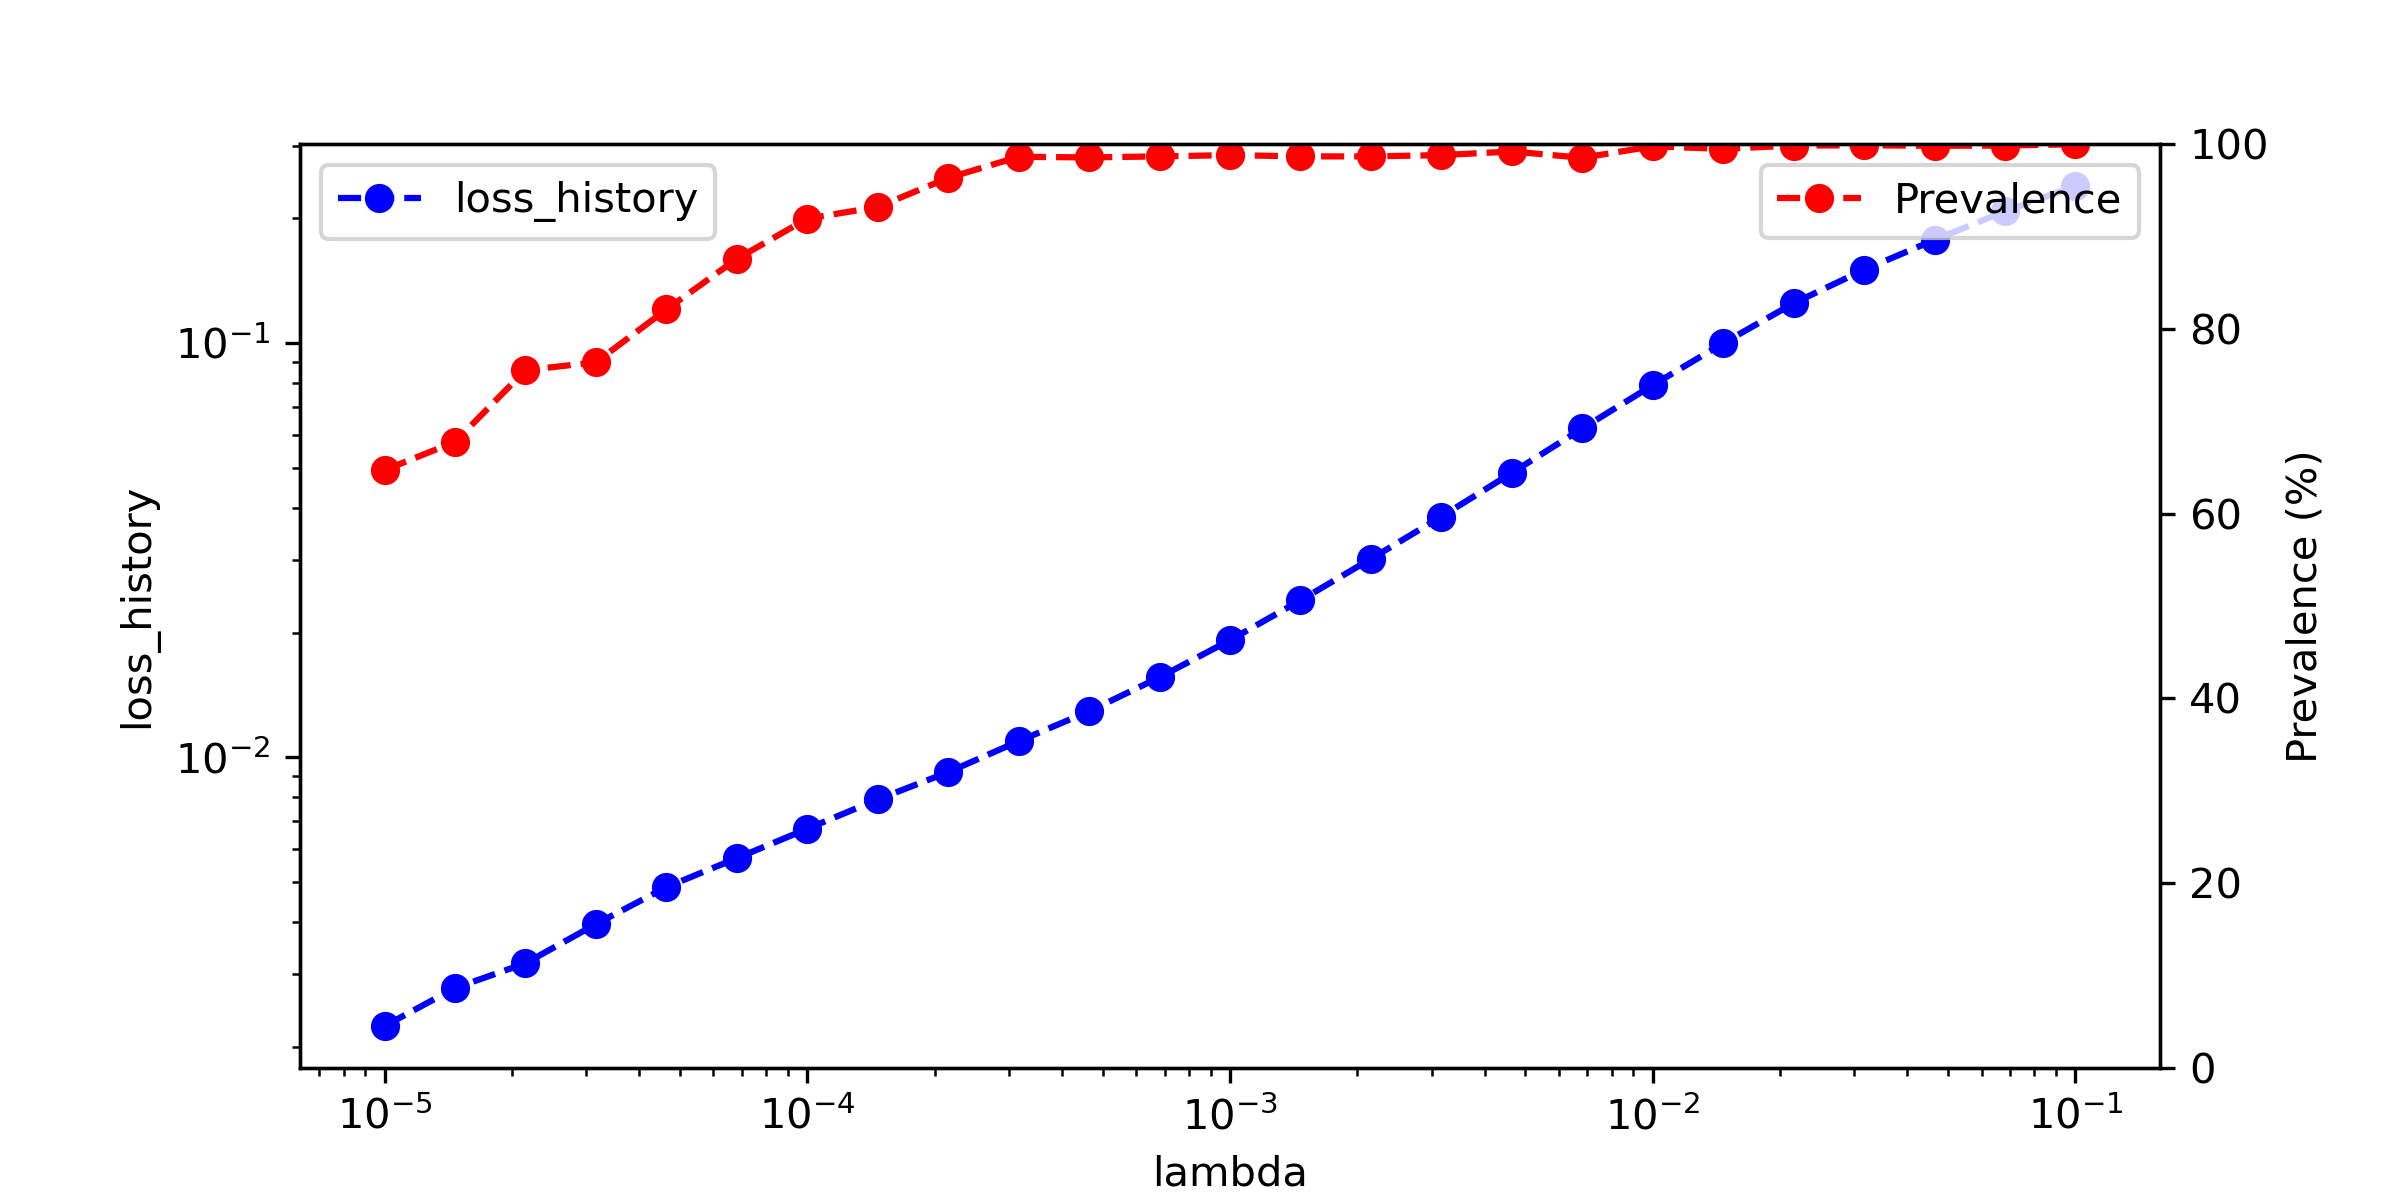 loss_history
Prevalence
100
80
60
40
20
0
10⁻¹
10⁻²
loss_history
Prevalence (%)
10⁻⁵ 10⁻⁴ 10⁻³ 10⁻² 10⁻¹
lambda